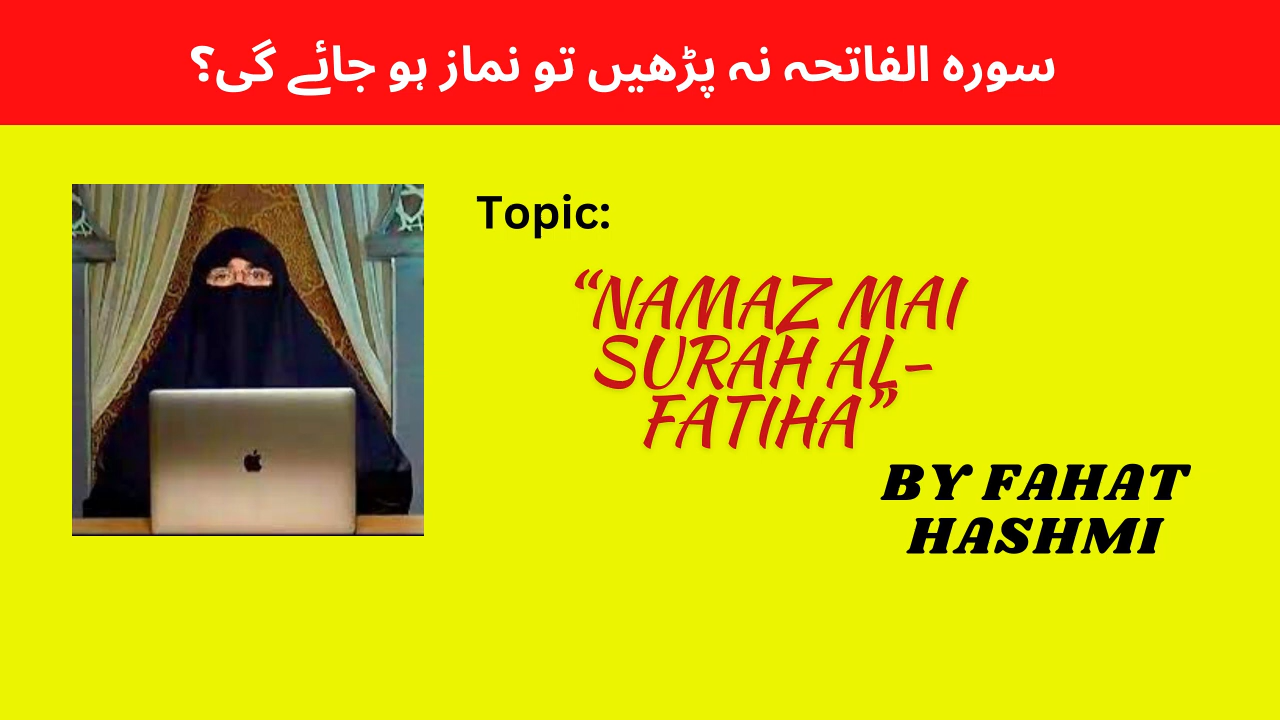 سورہ الفاتحہ نہ پڑھیں تو نماز ہو جائے گی؟
Topic:
“NAMAZ MAI
SURAH AL-
FATIHA”
BY FAHAT
HASHMI